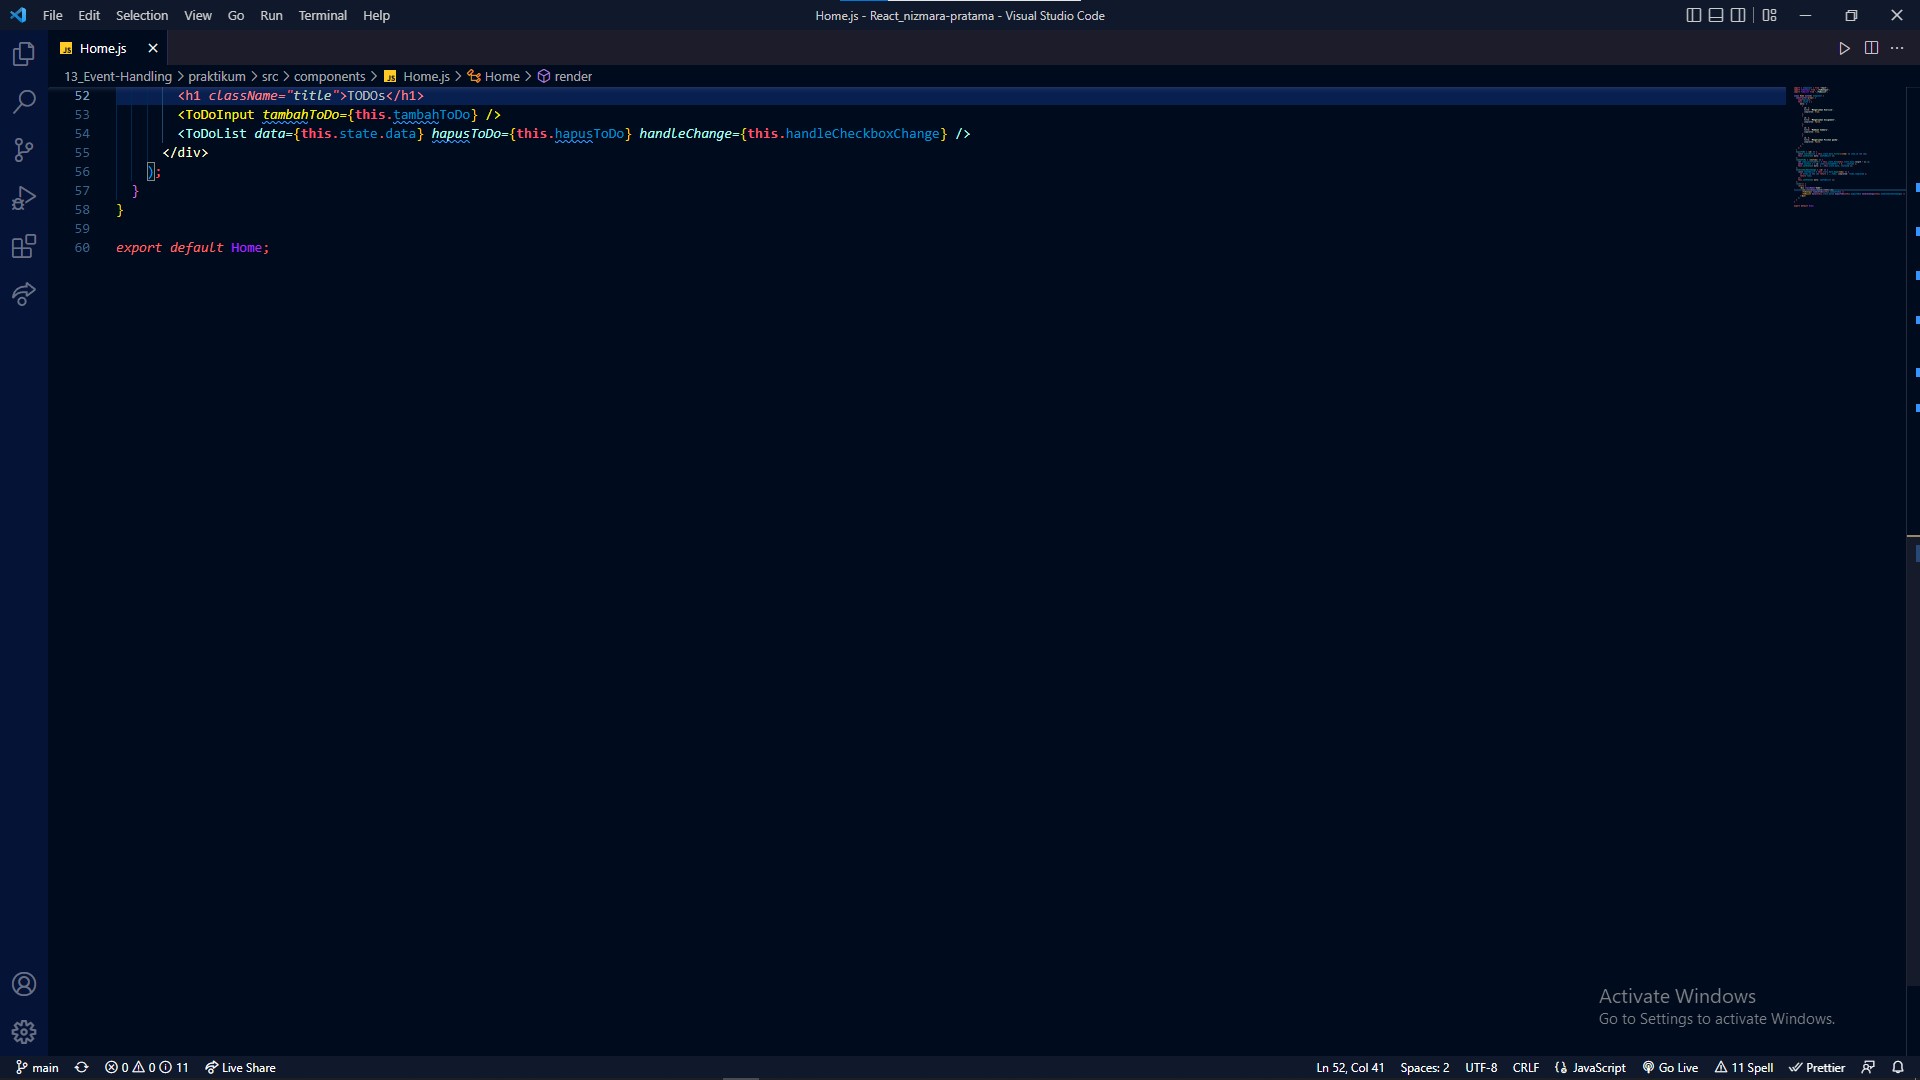 File Edit Selection View Go Run Terminal Help
Home.js - React_nizmara-pratama - Visual Studio Code
JS Home.js
13_Event-Handling > praktikum > src > components > JS Home.js > Home > render
52 <h1 className="title">TODOs</h1>
53 <ToDoInput tambahToDo={this.tambahToDo} />
54 <ToDoList data={this.state.data} hapusToDo={this.hapusToDo} handleChange={this.handleCheckboxChange} />
55 </div>
56 );
57 }
58 }
59
60 export default Home;
Activate Windows
Go to Settings to activate Windows.
main 0 0 11 Live Share Ln 52, Col 41 Spaces: 2 UTF-8 CRLF JavaScript Go Live 11 Spell Prettier